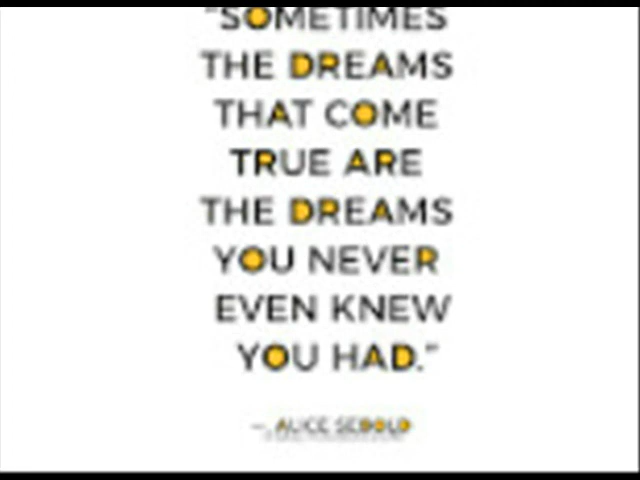 "SOMETIMES
THE DREAMS
THAT COME
TRUE ARE
THE DREAMS
YOU NEVER
EVEN KNEW
YOU HAD."
— ALICE SEBOLD